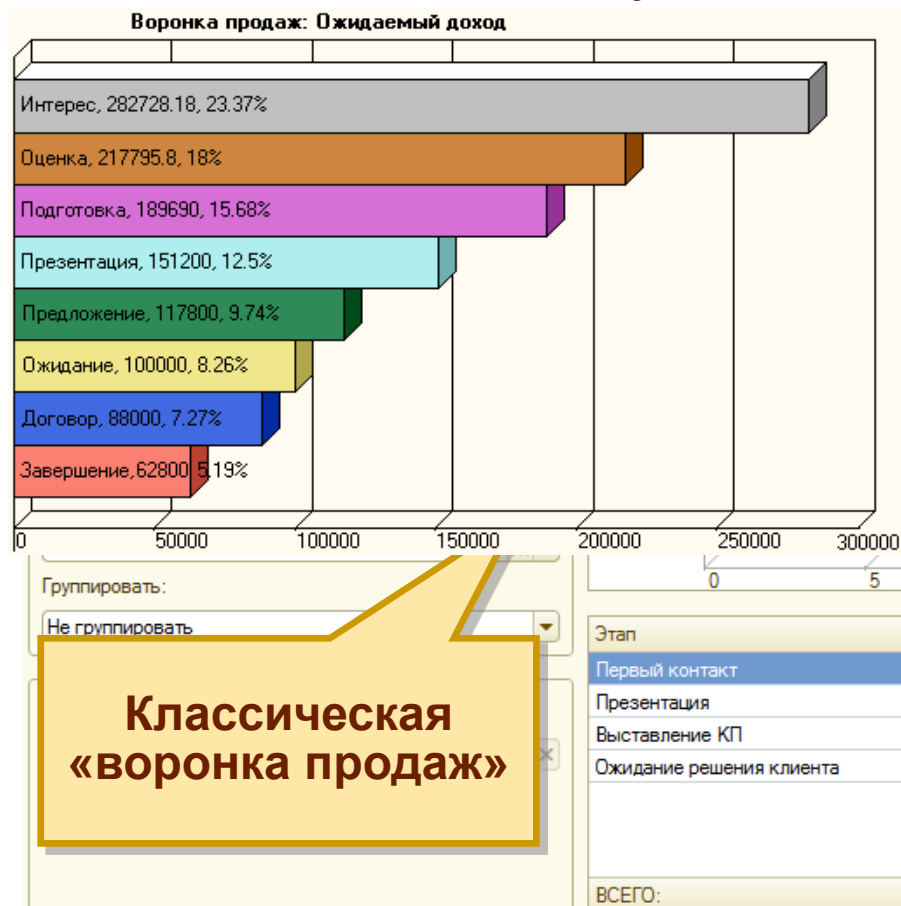 Воронка продаж: Ожидаемый доход
Интерес, 282728.18, 23.37%
Оценка, 217795.8, 18%
Подготовка, 189690, 15.68%
Презентация, 151200, 12.5%
Предложение, 117800, 9.74%
Ожидание, 100000, 8.26%
Договор, 88000, 7.27%
Завершение,62800, 5.19%
0 50000 100000 150000 200000 250000 300000
0 5
Группировать:
Не группировать
Классическая
«воронка продаж»
Этап
Первый контакт
Презентация
Выставление КП
Ожидание решения клиента
ВСЕГО: